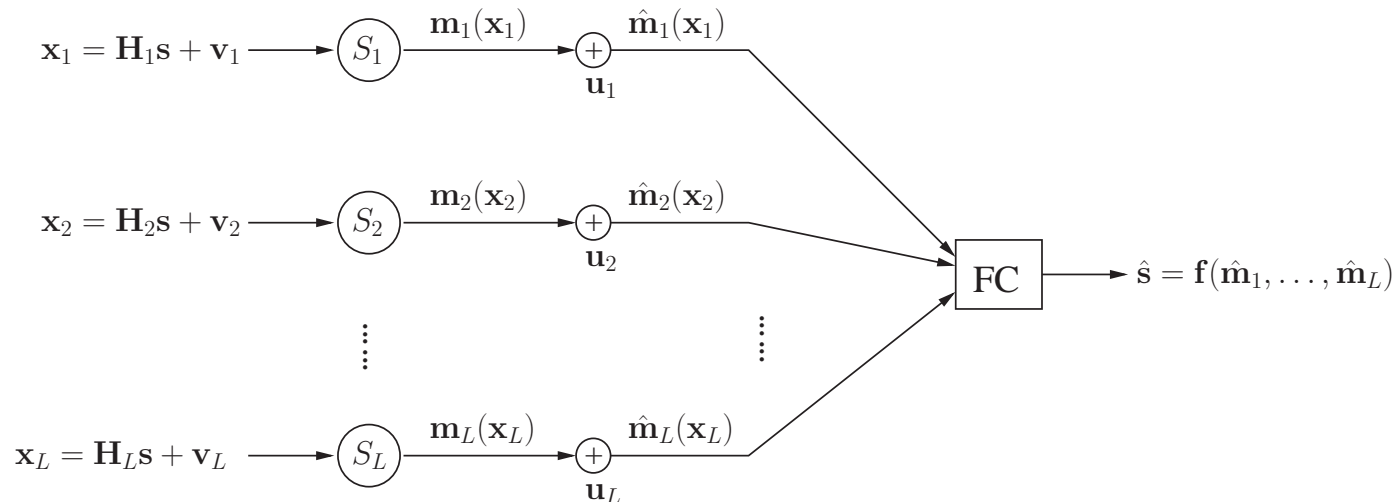 x₁ = H₁s + v₁ S₁ m₁(x₁) + m̂₁(x₁)
u₁
x₂ = H₂s + v₂ S₂ m₂(x₂) + m̂₂(x₂)
u₂
FC ŝ = f(m̂₁, . . . , m̂_L)
x_L = H_Ls + v_L S_L m_L(x_L) + m̂_L(x_L)
u_L